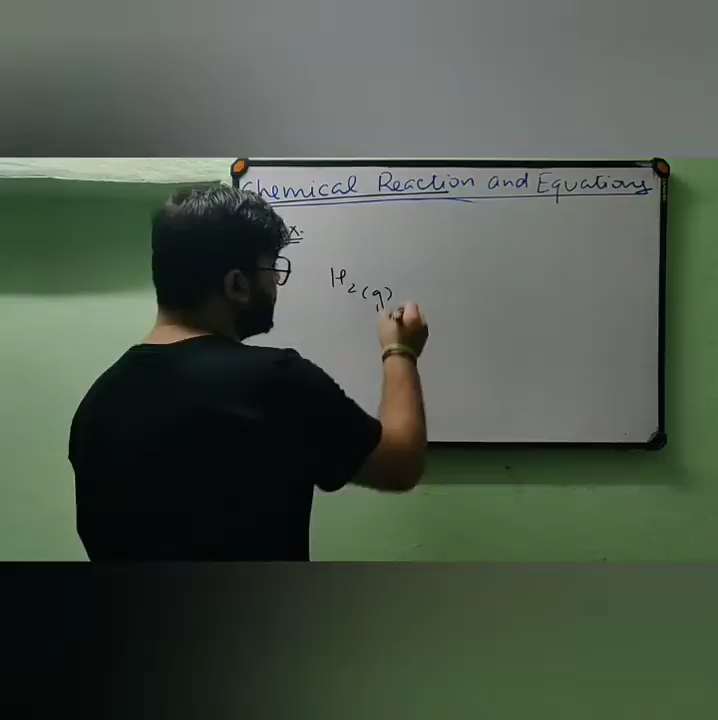 Chemical Reaction and Equations
x.
H2(g)